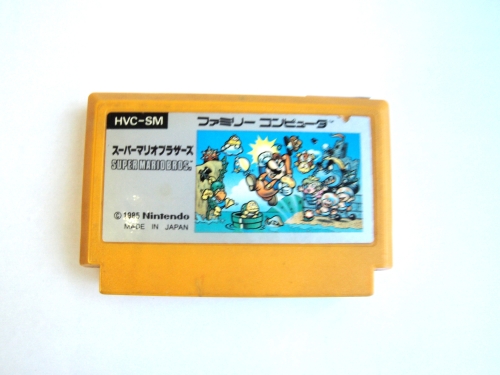 HVC-SM
ファミリー コンピュータ
スーパーマリオブラザーズ
SUPER MARIO BROS.
© 1985 Nintendo
MADE IN JAPAN